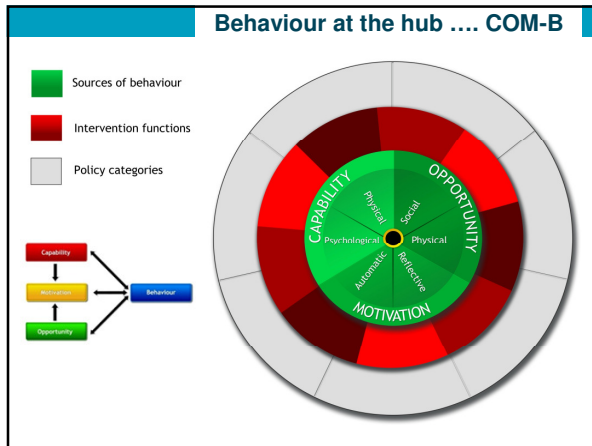 Behaviour at the hub .... COM-B
Sources of behaviour
Intervention functions
Policy categories
Capability
Motivation
Behaviour
Opportunity
CAPABILITY
OPPORTUNITY
MOTIVATION
Physical
Social
Psychological
Physical
Automatic
Reflective